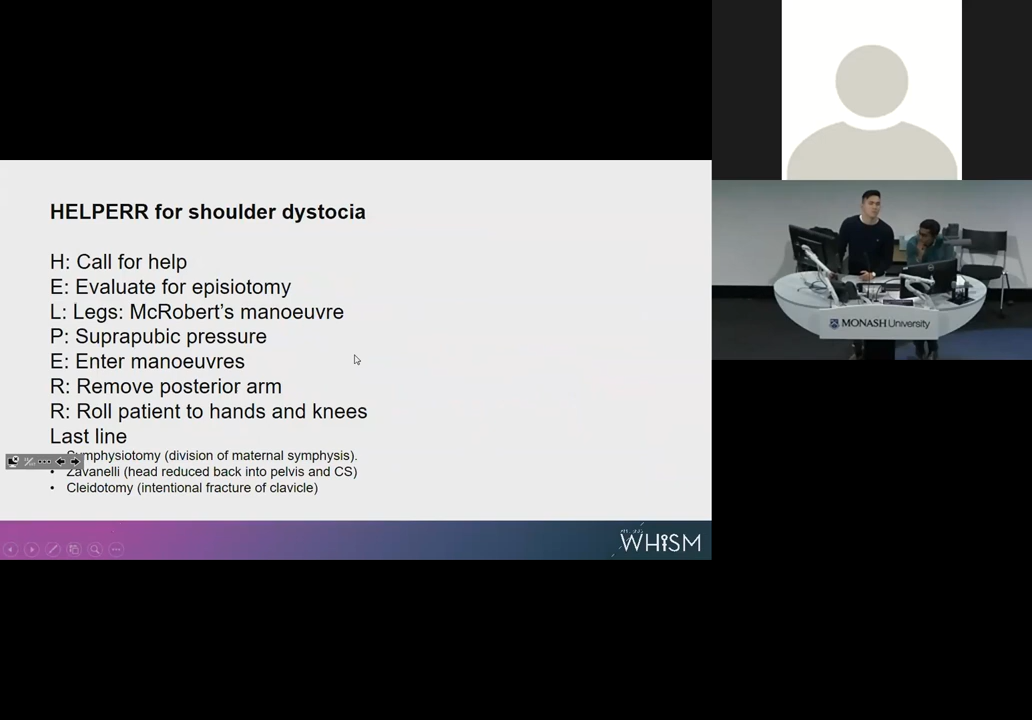 HELPERR for shoulder dystocia
H: Call for help
E: Evaluate for episiotomy
L: Legs: McRobert's manoeuvre
P: Suprapubic pressure
E: Enter manoeuvres
R: Remove posterior arm
R: Roll patient to hands and knees
Last line
Symphysiotomy (division of maternal symphysis).
• Zavanelli (head reduced back into pelvis and CS)
• Cleidotomy (intentional fracture of clavicle)
WHISM
MONASH University